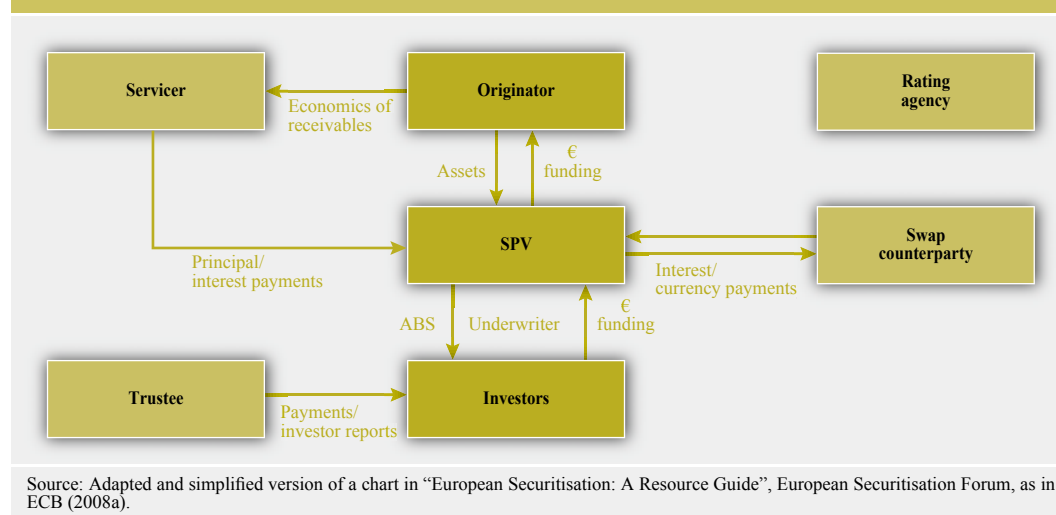 Servicer
Originator
Rating
agency
Economics of
receivables
Assets
€
funding
SPV
Swap
counterparty
Principal/
interest payments
Interest/
currency payments
ABS
Underwriter
€
funding
Trustee
Investors
Payments/
investor reports
Source: Adapted and simplified version of a chart in “European Securitisation: A Resource Guide”, European Securitisation Forum, as in
ECB (2008a).